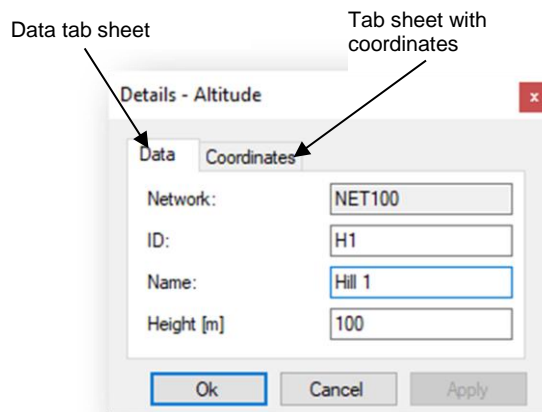 Data tab sheet
Tab sheet with
coordinates
Details - Altitude
x
Data Coordinates
Network: NET100
ID: H1
Name: Hill 1
Height [m] 100
Ok Cancel Apply